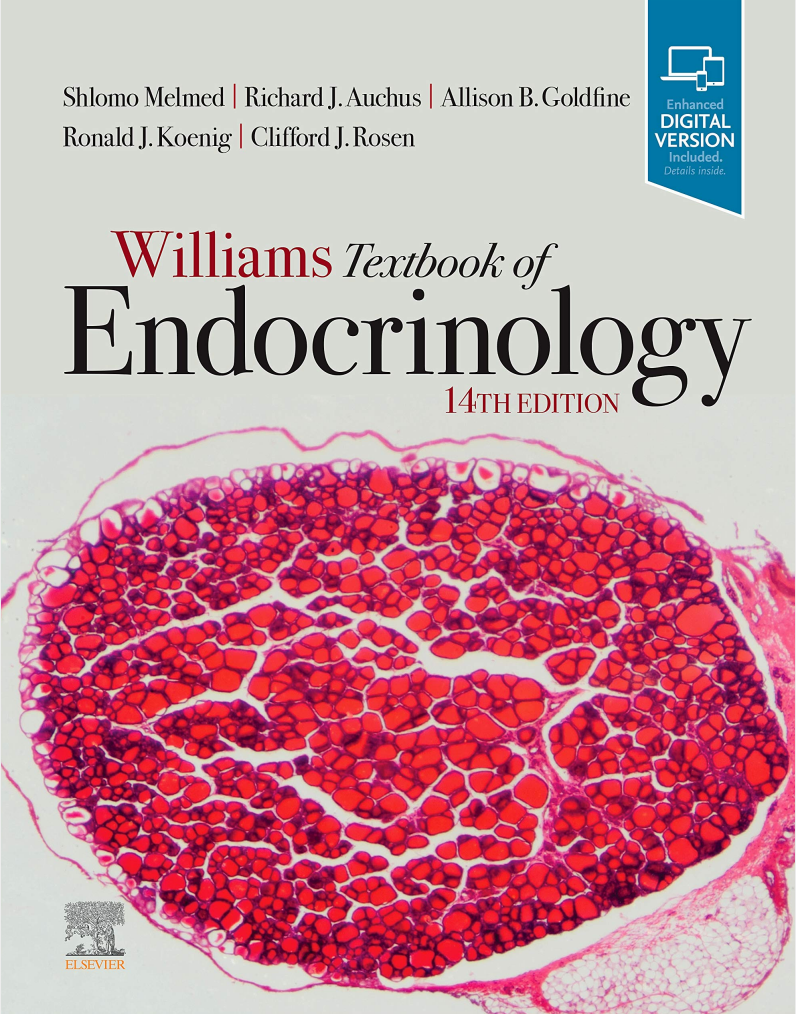 Shlomo Melmed | Richard J. Auchus | Allison B. Goldfine
Ronald J. Koenig | Clifford J. Rosen
Enhanced
DIGITAL
VERSION
Included.
Details inside.
Williams Textbook of
Endocrinology
14TH EDITION
ELSEVIER